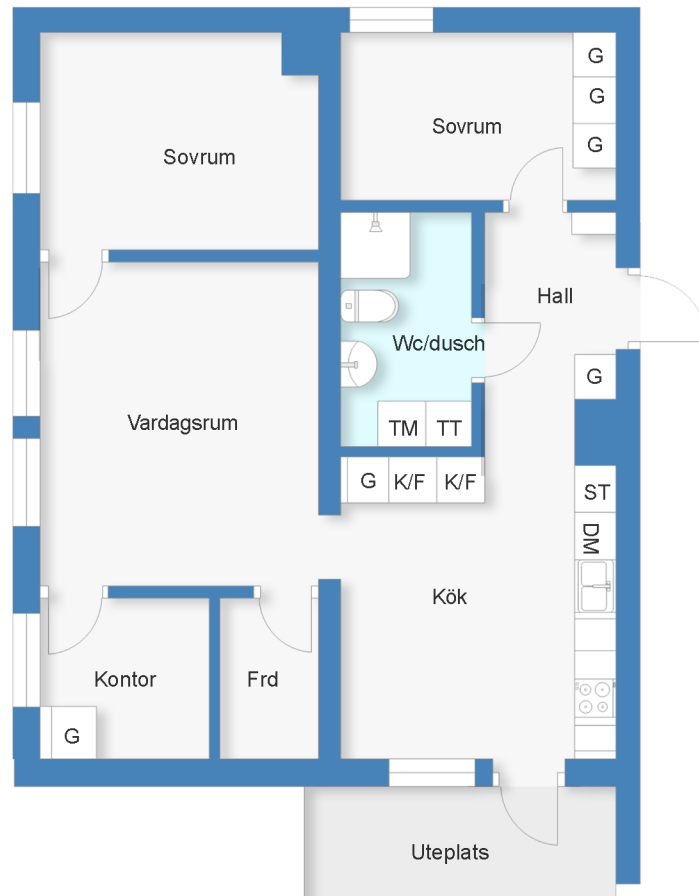 G
G
Sovrum
G
Sovrum
Hall
Wc/dusch
G
Vardagsrum
TM
TT
G
K/F
K/F
ST
DM
Kök
Kontor
Frd
G
Uteplats